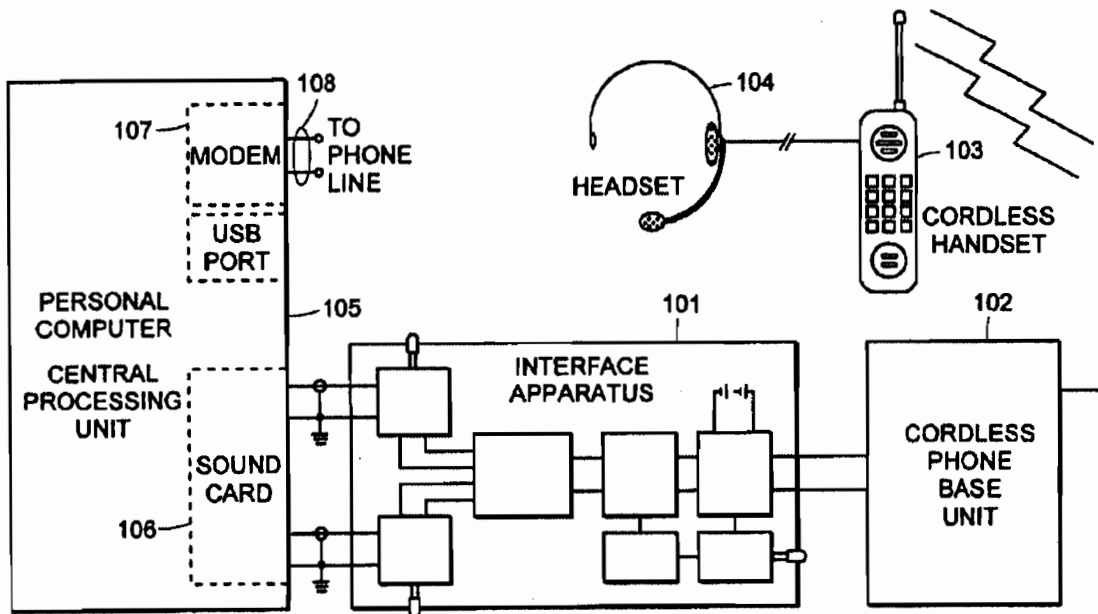 108
107
MODEM
TO
PHONE
LINE
USB
PORT
PERSONAL
COMPUTER
105
CENTRAL
PROCESSING
UNIT
SOUND
CARD
106
104
HEADSET
103
CORDLESS
HANDSET
101
INTERFACE
APPARATUS
102
CORDLESS
PHONE
BASE
UNIT